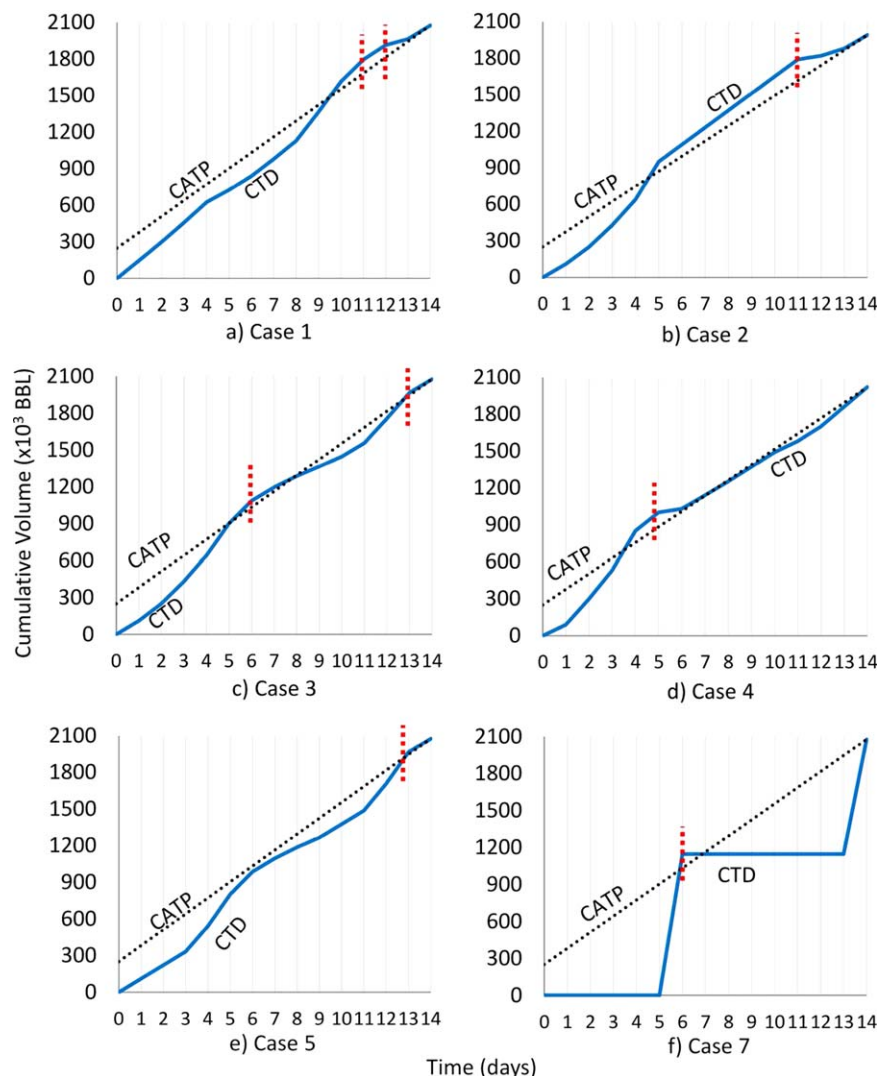 2100
1800
1500
1200
900
600
300
0
CATP
CTD
0 1 2 3 4 5 6 7 8 9 10 11 12 13 14
a) Case 1
2100
1800
1500
1200
900
600
300
0
CATP
CTD
0 1 2 3 4 5 6 7 8 9 10 11 12 13 14
b) Case 2
Cumulative Volume (x10³ BBL)
2100
1800
1500
1200
900
600
300
0
CATP
CTD
0 1 2 3 4 5 6 7 8 9 10 11 12 13 14
c) Case 3
2100
1800
1500
1200
900
600
300
0
CATP
CTD
0 1 2 3 4 5 6 7 8 9 10 11 12 13 14
d) Case 4
2100
1800
1500
1200
900
600
300
0
CATP
CTD
0 1 2 3 4 5 6 7 8 9 10 11 12 13 14
e) Case 5
2100
1800
1500
1200
900
600
300
0
CATP
CTD
0 1 2 3 4 5 6 7 8 9 10 11 12 13 14
f) Case 7
Time (days)